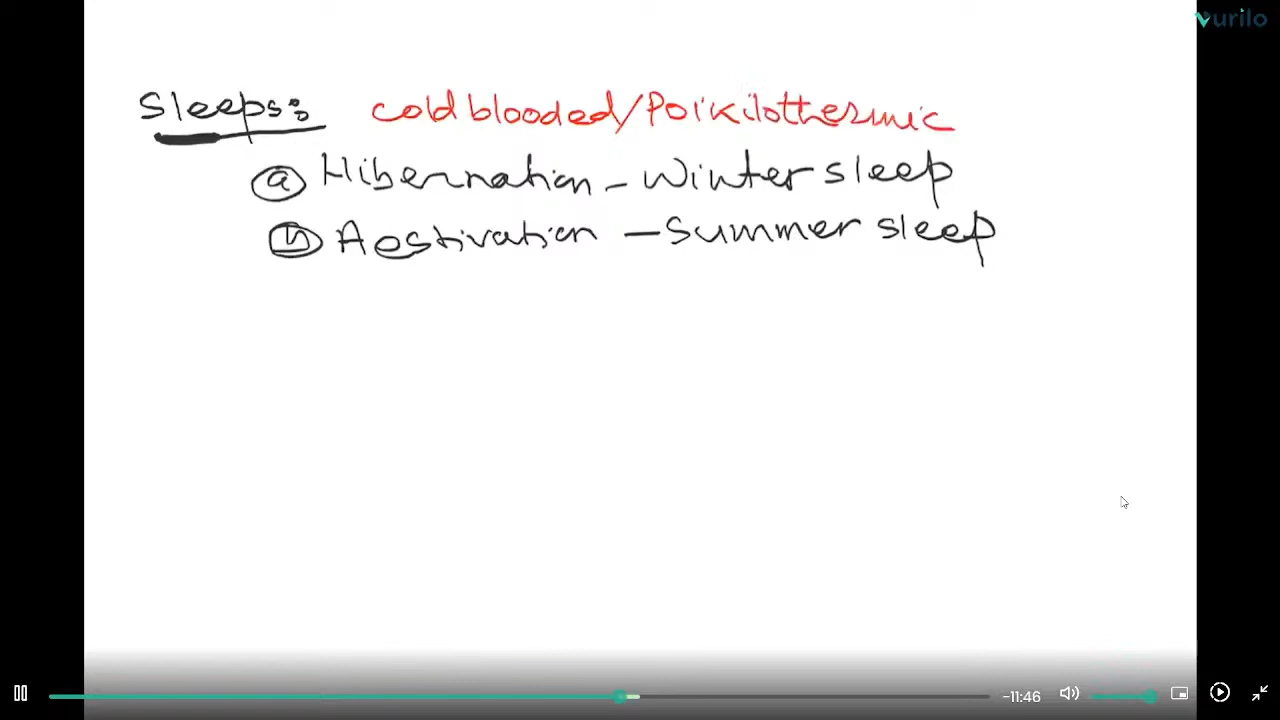 vurilo
Sleeps: cold blooded/Poikilothermic
a Hibernation - Winter sleep
b Aestivation - Summer sleep
-11:46